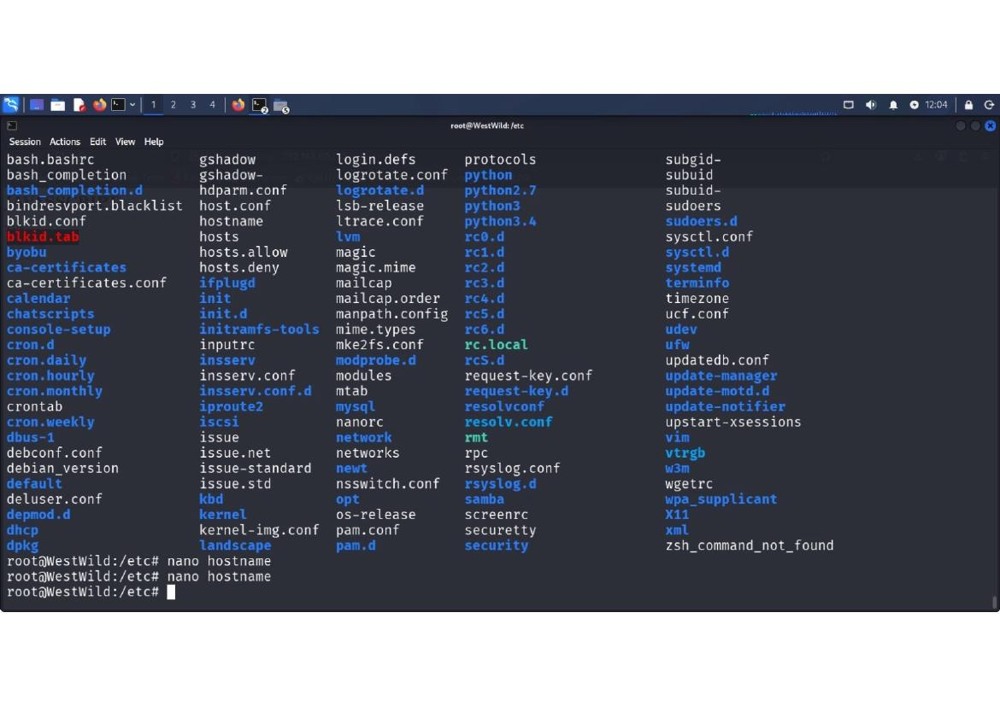 1 2 3 4 2 5 12:04
root@WestWild: /etc
Session Actions Edit View Help
bash.bashrc gshadow login.defs protocols subgid-
bash_completion gshadow- logrotate.conf python subuid
bash_completion.d hdparm.conf logrotate.d python2.7 subuid-
bindresvport.blacklist host.conf lsb-release python3 sudoers
blkid.conf hostname ltrace.conf python3.4 sudoers.d
blkid.tab hosts lvm rc0.d sysctl.conf
byobu hosts.allow magic rc1.d sysctl.d
ca-certificates hosts.deny magic.mime rc2.d systemd
ca-certificates.conf ifplugd mailcap rc3.d terminfo
calendar init mailcap.order rc4.d timezone
chatscripts init.d manpath.config rc5.d ucf.conf
console-setup initramfs-tools mime.types rc6.d udev
cron.d inputrc mke2fs.conf rc.local ufw
cron.daily insserv modprobe.d rcS.d updatedb.conf
cron.hourly insserv.conf modules request-key.conf update-manager
cron.monthly insserv.conf.d mtab request-key.d update-motd.d
crontab iproute2 mysql resolvconf update-notifier
cron.weekly iscsi nanorc resolv.conf upstart-xsessions
dbus-1 issue network rmt vim
debconf.conf issue.net networks rpc vtrgb
debian_version issue-standard newt rsyslog.conf w3m
default issue.std nsswitch.conf rsyslog.d wgetrc
deluser.conf kbd opt samba wpa_supplicant
depmod.d kernel os-release screenrc X11
dhcp kernel-img.conf pam.conf securetty xml
dpkg landscape pam.d security zsh_command_not_found
root@WestWild:/etc# nano hostname
root@WestWild:/etc# nano hostname
root@WestWild:/etc#